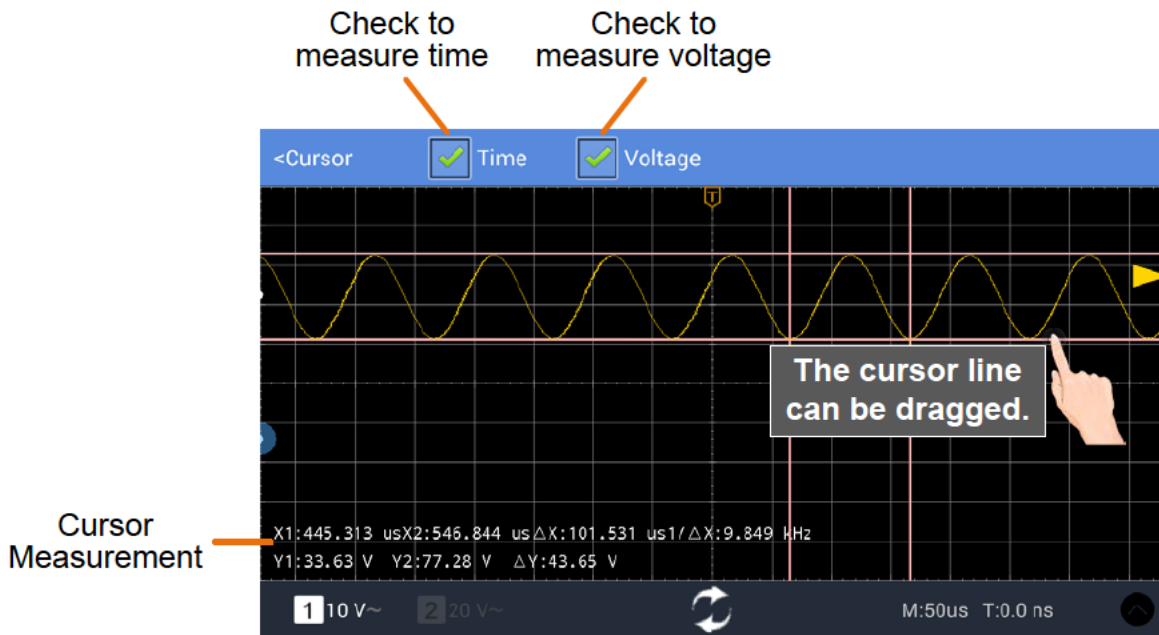 Check to
measure time
Check to
measure voltage
<Cursor
Time
Voltage
T
The cursor line
can be dragged.
Cursor
Measurement
X1:445.313 usX2:546.844 us△X:101.531 us1/△X:9.849 kHz
Y1:33.63 V Y2:77.28 V △Y:43.65 V
1 10 V~
2 20 V~
M:50us T:0.0 ns